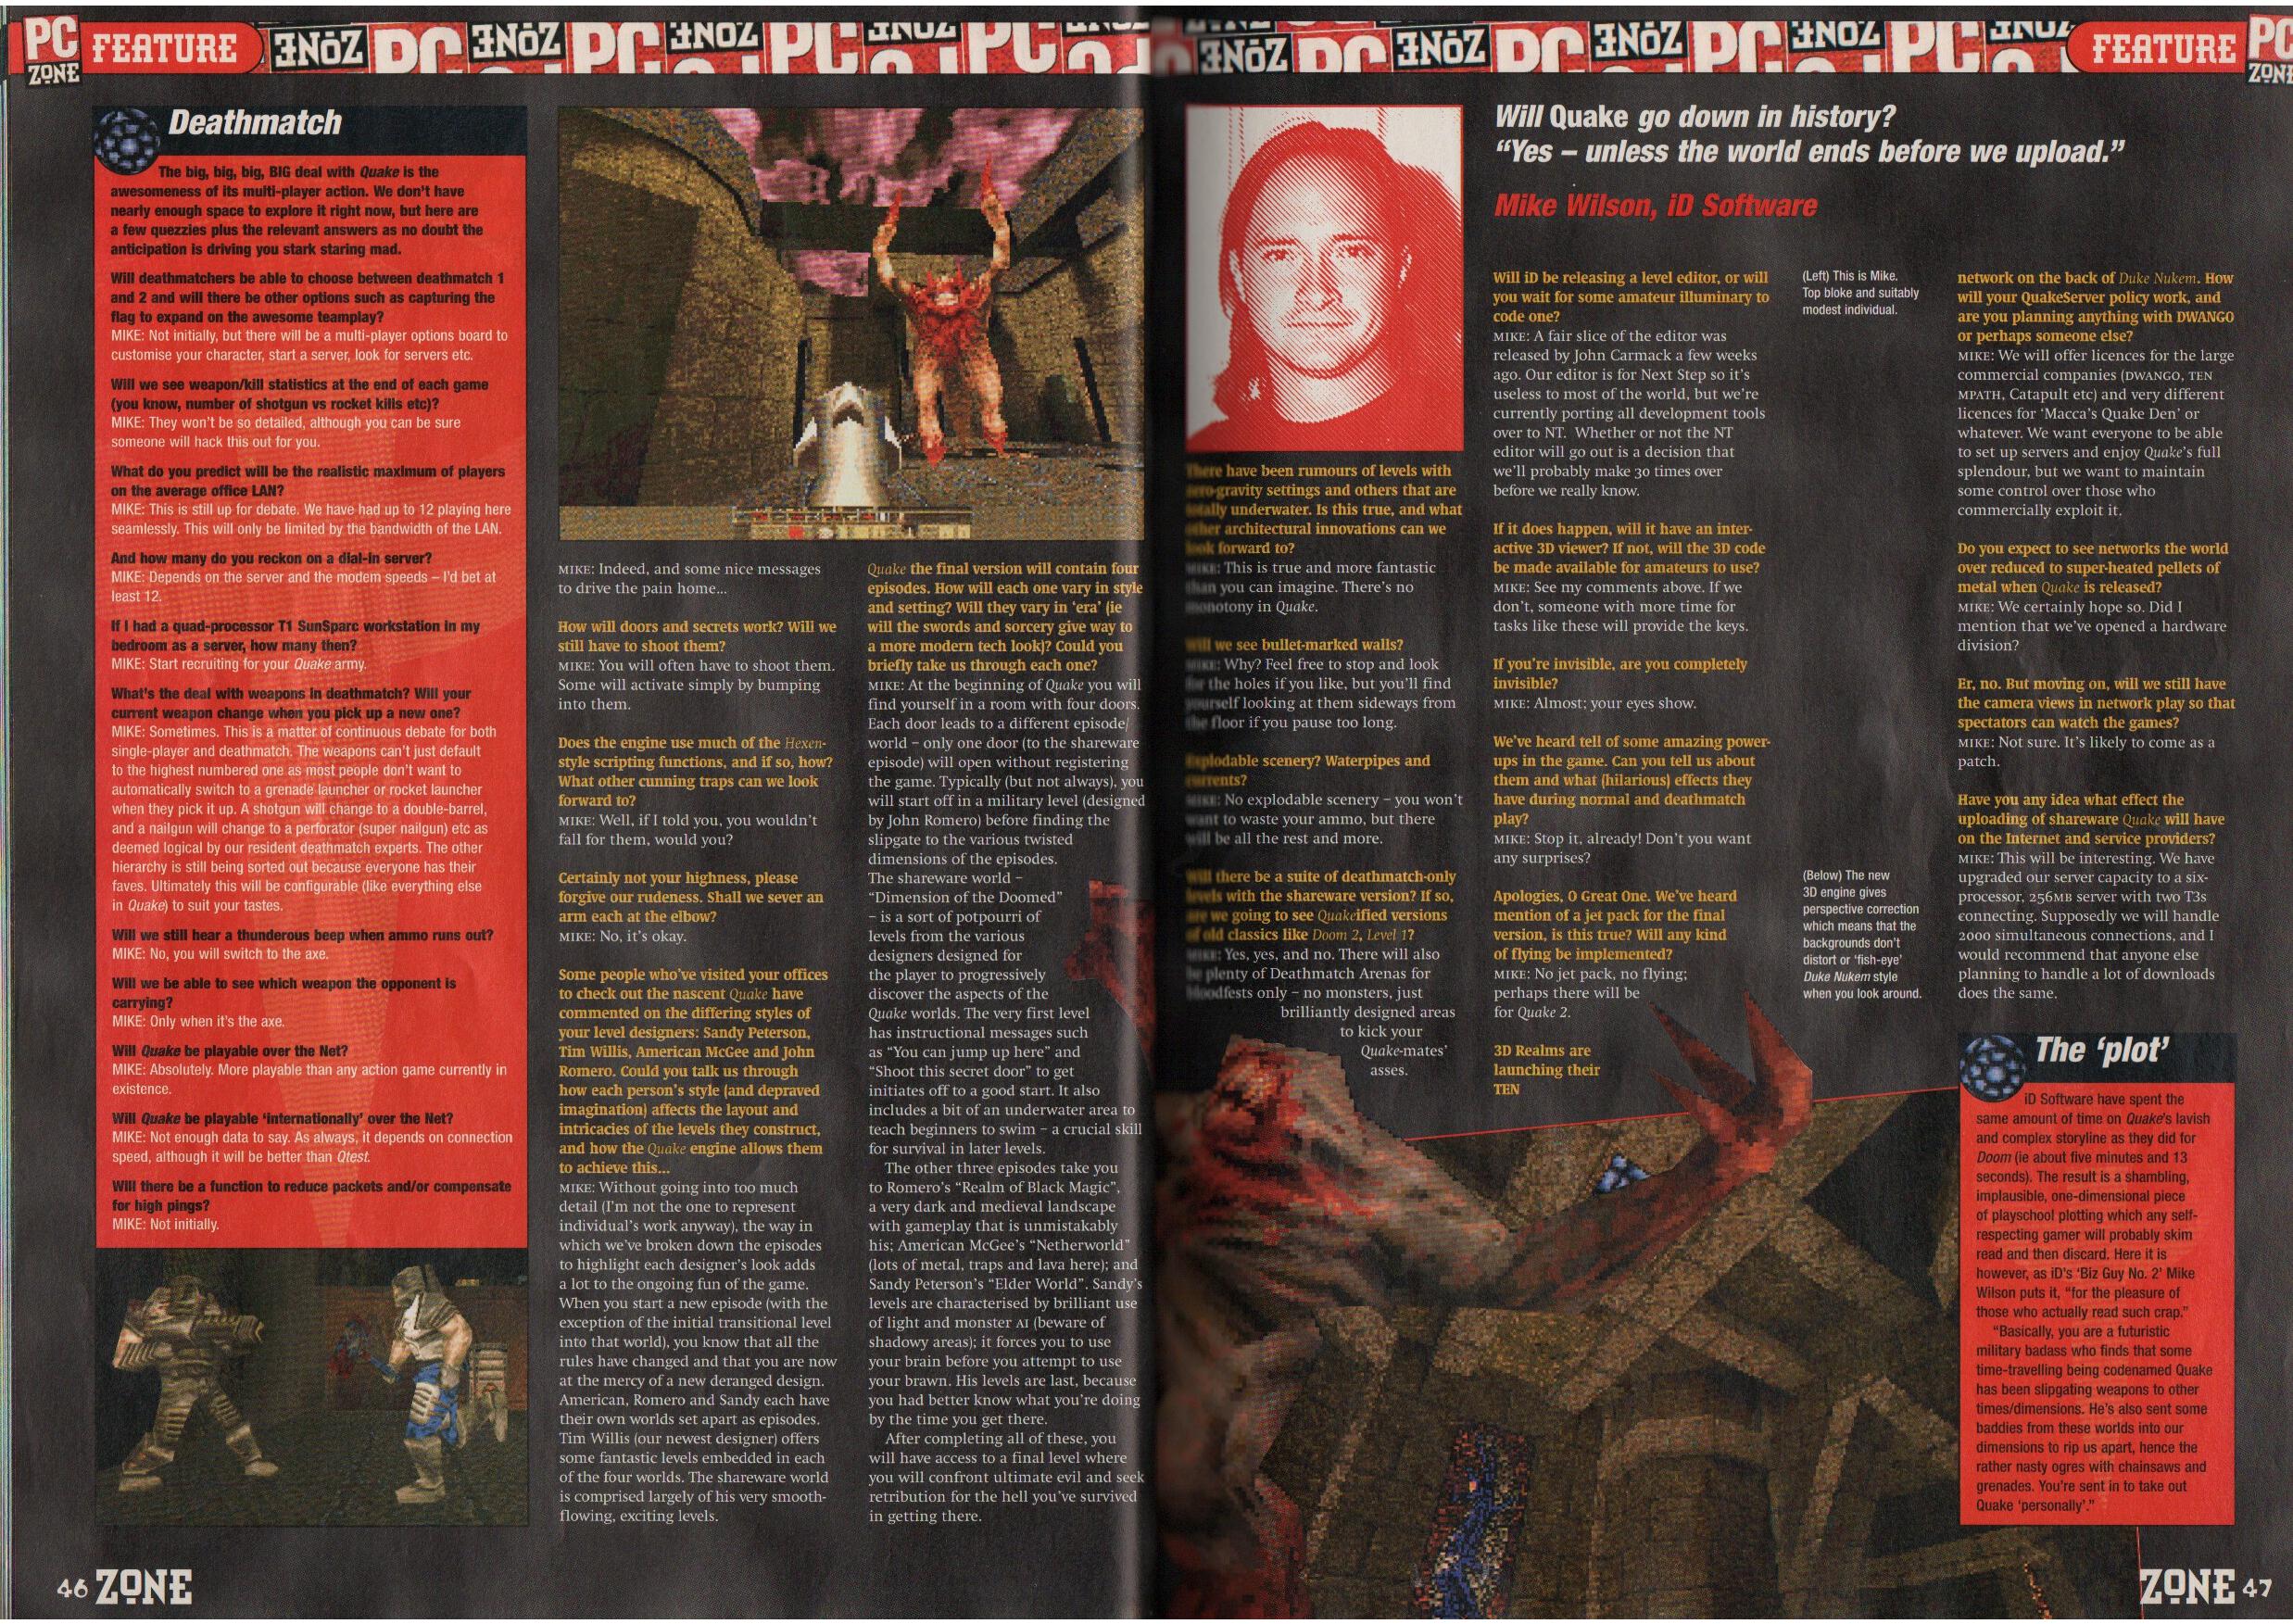 PC
ZONE
FEATURE
FEATURE
PC
ZONE
Deathmatch
The big, big, big, BIG deal with Quake is the
awesomeness of its multi-player action. We don't have
nearly enough space to explore it right now, but here are
a few quezzies plus the relevant answers as no doubt the
anticipation is driving you stark staring mad.
Will deathmatchers be able to choose between deathmatch 1
and 2 and will there be other options such as capturing the
flag to expand on the awesome teamplay?
MIKE: Not initially, but there will be a multi-player options board to
customise your character, start a server, look for servers etc.
Will we see weapon/kill statistics at the end of each game
(you know, number of shotgun vs rocket kills etc)?
MIKE: They won't be so detailed, although you can be sure
someone will hack this out for you.
What do you predict will be the realistic maximum of players
on the average office LAN?
MIKE: This is still up for debate. We have had up to 12 playing here
seamlessly. This will only be limited by the bandwidth of the LAN.
And how many do you reckon on a dial-in server?
MIKE: Depends on the server and the modem speeds – I'd bet at
least 12.
If I had a quad-processor T1 SunSparc workstation in my
bedroom as a server, how many then?
MIKE: Start recruiting for your Quake army.
What's the deal with weapons in deathmatch? Will your
current weapon change when you pick up a new one?
MIKE: Sometimes. This is a matter of continuous debate for both
single-player and deathmatch. The weapons can't just default
to the highest numbered one as most people don't want to
automatically switch to a grenade launcher or rocket launcher
when they pick it up. A shotgun will change to a double-barrel,
and a nailgun will change to a perforator (super nailgun) etc as
deemed logical by our resident deathmatch experts. The other
hierarchy is still being sorted out because everyone has their
faves. Ultimately this will be configurable (like everything else
in Quake) to suit your tastes.
Will we still hear a thunderous beep when ammo runs out?
MIKE: No, you will switch to the axe.
Will we be able to see which weapon the opponent is
carrying?
MIKE: Only when it's the axe.
Will Quake be playable over the Net?
MIKE: Absolutely. More playable than any action game currently in
existence.
Will Quake be playable 'internationally' over the Net?
MIKE: Not enough data to say. As always, it depends on connection
speed, although it will be better than Qtest.
Will there be a function to reduce packets and/or compensate
for high pings?
MIKE: Not initially.
MIKE: Indeed, and some nice messages
to drive the pain home...
How will doors and secrets work? Will we
still have to shoot them?
MIKE: You will often have to shoot them.
Some will activate simply by bumping
into them.
Does the engine use much of the Hexen-
style scripting functions, and if so, how?
What other cunning traps can we look
forward to?
MIKE: Well, if I told you, you wouldn't
fall for them, would you?
Certainly not your highness, please
forgive our rudeness. Shall we sever an
arm each at the elbow?
MIKE: No, it's okay.
Some people who've visited your offices
to check out the nascent Quake have
commented on the differing styles of
your level designers: Sandy Peterson,
Tim Willis, American McGee and John
Romero. Could you talk us through
how each person's style (and depraved
imagination) affects the layout and
intricacies of the levels they construct,
and how the Quake engine allows them
to achieve this...
MIKE: Without going into too much
detail (I'm not the one to represent
individual's work anyway), the way in
which we've broken down the episodes
to highlight each designer's look adds
a lot to the ongoing fun of the game.
When you start a new episode (with the
exception of the initial transitional level
into that world), you know that all the
rules have changed and that you are now
at the mercy of a new deranged design.
American, Romero and Sandy each have
their own worlds set apart as episodes.
Tim Willis (our newest designer) offers
some fantastic levels embedded in each
of the four worlds. The shareware world
is comprised largely of his very smooth-
flowing, exciting levels.
Quake the final version will contain four
episodes. How will each one vary in style
and setting? Will they vary in 'era' (ie
will the swords and sorcery give way to
a more modern tech look)? Could you
briefly take us through each one?
MIKE: At the beginning of Quake you will
find yourself in a room with four doors.
Each door leads to a different episode/
world – only one door (to the shareware
episode) will open without registering
the game. Typically (but not always), you
will start off in a military level (designed
by John Romero) before finding the
slipgate to the various twisted
dimensions of the episodes.
The shareware world –
"Dimension of the Doomed"
– is a sort of potpourri of
levels from the various
designers designed for
the player to progressively
discover the aspects of the
Quake worlds. The very first level
has instructional messages such
as "You can jump up here" and
"Shoot this secret door" to get
initiates off to a good start. It also
includes a bit of an underwater area to
teach beginners to swim – a crucial skill
for survival in later levels.
The other three episodes take you
to Romero's "Realm of Black Magic",
a very dark and medieval landscape
with gameplay that is unmistakably
his; American McGee's "Netherworld"
(lots of metal, traps and lava here); and
Sandy Peterson's "Elder World". Sandy's
levels are characterised by brilliant use
of light and monster AI (beware of
shadowy areas); it forces you to use
your brain before you attempt to use
your brawn. His levels are last, because
you had better know what you're doing
by the time you get there.
After completing all of these, you
will have access to a final level where
you will confront ultimate evil and seek
retribution for the hell you've survived
in getting there.
46 ZONE
Will Quake go down in history?
"Yes – unless the world ends before we upload."
Mike Wilson, iD Software
There have been rumours of levels with
zero-gravity settings and others that are
totally underwater. Is this true, and what
other architectural innovations can we
look forward to?
MIKE: This is true and more fantastic
than you can imagine. There's no
monotony in Quake.
Will we see bullet-marked walls?
MIKE: Why? Feel free to stop and look
for the holes if you like, but you'll find
yourself looking at them sideways from
the floor if you pause too long.
Explodable scenery? Waterpipes and
currents?
MIKE: No explodable scenery – you won't
want to waste your ammo, but there
will be all the rest and more.
Will there be a suite of deathmatch-only
levels with the shareware version? If so,
are we going to see Quakeified versions
of old classics like Doom 2, Level 1?
MIKE: Yes, yes, and no. There will also
be plenty of Deathmatch Arenas for
bloodfests only – no monsters, just
brilliantly designed areas
to kick your
Quake-mates'
asses.
Will iD be releasing a level editor, or will
you wait for some amateur illuminary to
code one?
MIKE: A fair slice of the editor was
released by John Carmack a few weeks
ago. Our editor is for Next Step so it's
useless to most of the world, but we're
currently porting all development tools
over to NT. Whether or not the NT
editor will go out is a decision that
we'll probably make 30 times over
before we really know.
If it does happen, will it have an inter-
active 3D viewer? If not, will the 3D code
be made available for amateurs to use?
MIKE: See my comments above. If we
don't, someone with more time for
tasks like these will provide the keys.
If you're invisible, are you completely
invisible?
MIKE: Almost; your eyes show.
We've heard tell of some amazing power-
ups in the game. Can you tell us about
them and what (hilarious) effects they
have during normal and deathmatch
play?
MIKE: Stop it, already! Don't you want
any surprises?
Apologies, O Great One. We've heard
mention of a jet pack for the final
version, is this true? Will any kind
of flying be implemented?
MIKE: No jet pack, no flying;
perhaps there will be
for Quake 2.
3D Realms are
launching their
TEN
(Left) This is Mike.
Top bloke and suitably
modest individual.
(Below) The new
3D engine gives
perspective correction
which means that the
backgrounds don't
distort or 'fish-eye'
Duke Nukem style
when you look around.
network on the back of Duke Nukem. How
will your QuakeServer policy work, and
are you planning anything with DWANGO
or perhaps someone else?
MIKE: We will offer licences for the large
commercial companies (DWANGO, TEN
MPATH, Catapult etc) and very different
licences for 'Macca's Quake Den' or
whatever. We want everyone to be able
to set up servers and enjoy Quake's full
splendour, but we want to maintain
some control over those who
commercially exploit it.
Do you expect to see networks the world
over reduced to super-heated pellets of
metal when Quake is released?
MIKE: We certainly hope so. Did I
mention that we've opened a hardware
division?
Er, no. But moving on, will we still have
the camera views in network play so that
spectators can watch the games?
MIKE: Not sure. It's likely to come as a
patch.
Have you any idea what effect the
uploading of shareware Quake will have
on the Internet and service providers?
MIKE: This will be interesting. We have
upgraded our server capacity to a six-
processor, 256MB server with two T3s
connecting. Supposedly we will handle
2000 simultaneous connections, and I
would recommend that anyone else
planning to handle a lot of downloads
does the same.
The 'plot'
iD Software have spent the
same amount of time on Quake's lavish
and complex storyline as they did for
Doom (ie about five minutes and 13
seconds). The result is a shambling,
implausible, one-dimensional piece
of playschool plotting which any self-
respecting gamer will probably skim
read and then discard. Here it is
however, as iD's 'Biz Guy No. 2' Mike
Wilson puts it, "for the pleasure of
those who actually read such crap."
"Basically, you are a futuristic
military badass who finds that some
time-travelling being codenamed Quake
has been slipgating weapons to other
times/dimensions. He's also sent some
baddies from these worlds into our
dimensions to rip us apart, hence the
rather nasty ogres with chainsaws and
grenades. You're sent in to take out
Quake 'personally'."
ZONE 47